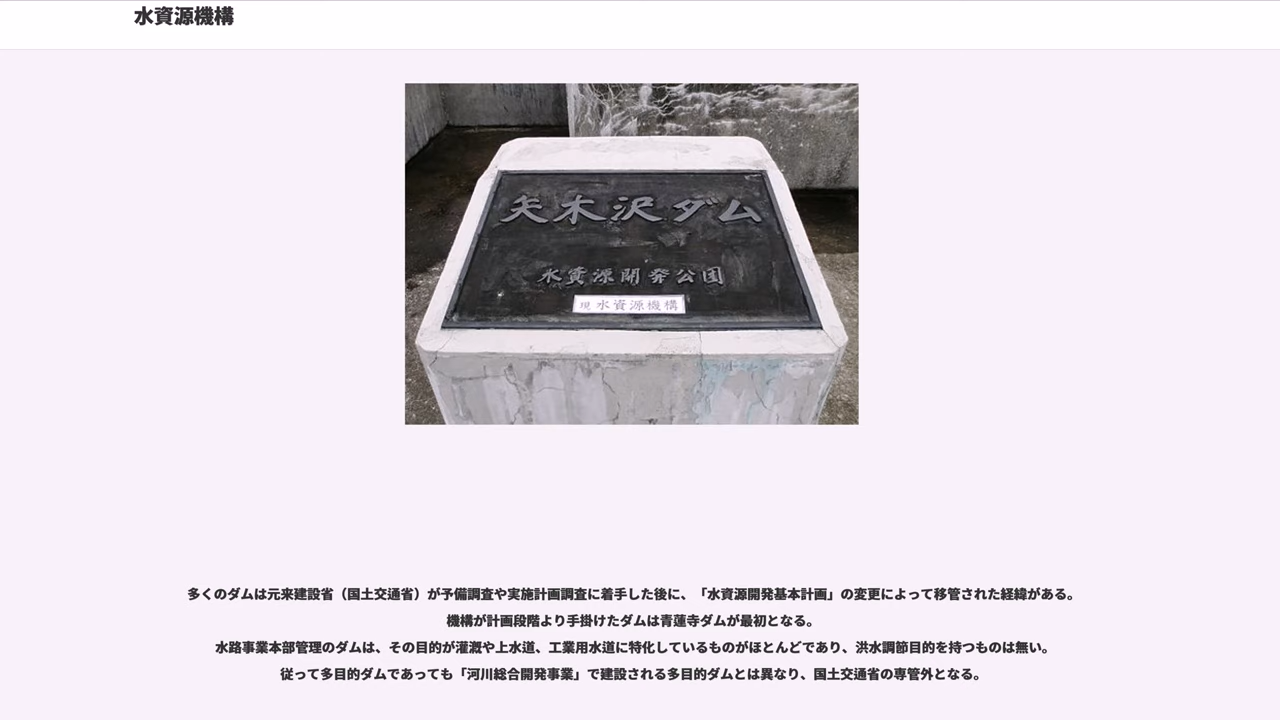 水資源機構
矢木沢ダム
水資源開発公団
現 水資源機構
多くのダムは元来建設省（国土交通省）が予備調査や実施計画調査に着手した後に、「水資源開発基本計画」の変更によって移管された経緯がある。
機構が計画段階より手掛けたダムは青蓮寺ダムが最初となる。
水路事業本部管理のダムは、その目的が灌漑や上水道、工業用水道に特化しているものがほとんどであり、洪水調節目的を持つものは無い。
従って多目的ダムであっても「河川総合開発事業」で建設される多目的ダムとは異なり、国土交通省の専管外となる。